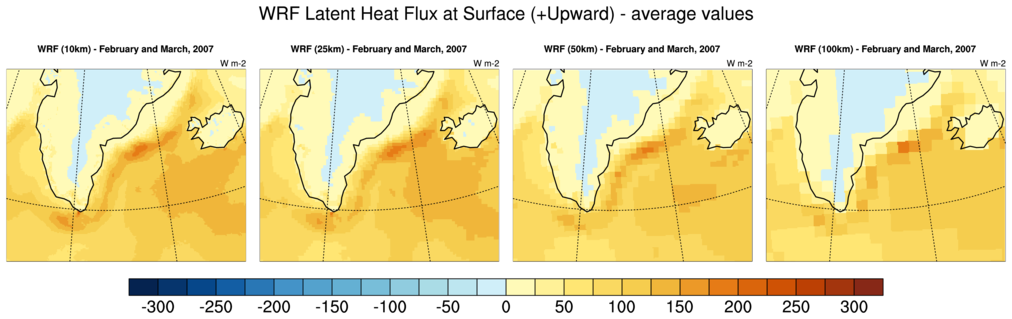 WRF Latent Heat Flux at Surface (+Upward) - average values
WRF (10km) - February and March, 2007
WRF (25km) - February and March, 2007
WRF (50km) - February and March, 2007
WRF (100km) - February and March, 2007
W m-2
W m-2
W m-2
W m-2
-300 -250 -200 -150 -100 -50 0 50 100 150 200 250 300